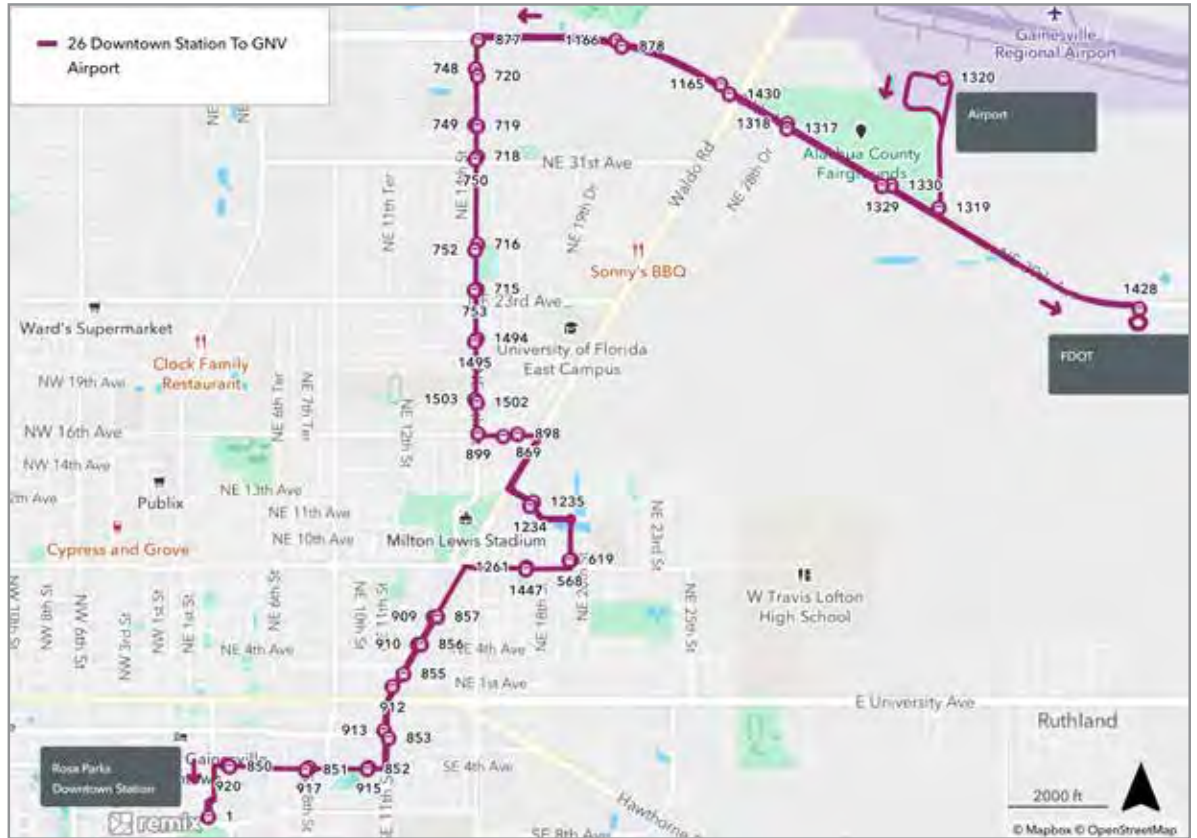 26 Downtown Station To GNV
Airport
Gainesville
Regional Airport
877
1166
878
748
720
1165
1430
1320
Airport
749
719
1318
1317
718
NE 31st Ave
Alachua County
Fairgrounds
750
NE 11th S
Waldo Rd
NE 28th Dr
1330
1329
1319
NE 11th Ter
NE 19th Dr
716
752
Sonny's BBQ
715
E 23rd Ave
753
1428
Ward's Supermarket
1494
University of Florida
East Campus
FDOT
Clock Family
Restaurant
1495
NW 19th Ave
NE 6th Ter
NE 7th Ter
1503
1502
NE 12th St
NW 16th Ave
898
899
869
NW 14th Ave
Publix
NE 13th Ave
2th Ave
NE 11th Ave
1235
1234
NE 23rd St
Cypress and Grove
NE 10th Ave
Milton Lewis Stadium
619
1261
568
1447
W Travis Lofton
High School
NW 10th St
NW 8th St
NW 6th St
NW 3rd St
NW 1st St
NE 1st St
NE 6th St
NE 10th St
NE 11th St
NE 18th
NE 25th St
909
857
910
856
NE 4th Ave
NE 4th Ave
855
NE 1st Ave
912
E University Ave
913
853
Ruthland
Rosa Parks
Downtown Station
Gainesville
850
851
852
SE 4th Ave
920
917
915
SE 8th S
SE 11th S
1
remix
Hawthorne
SE 8th Ave
2000 ft
© Mapbox © OpenStreetMap